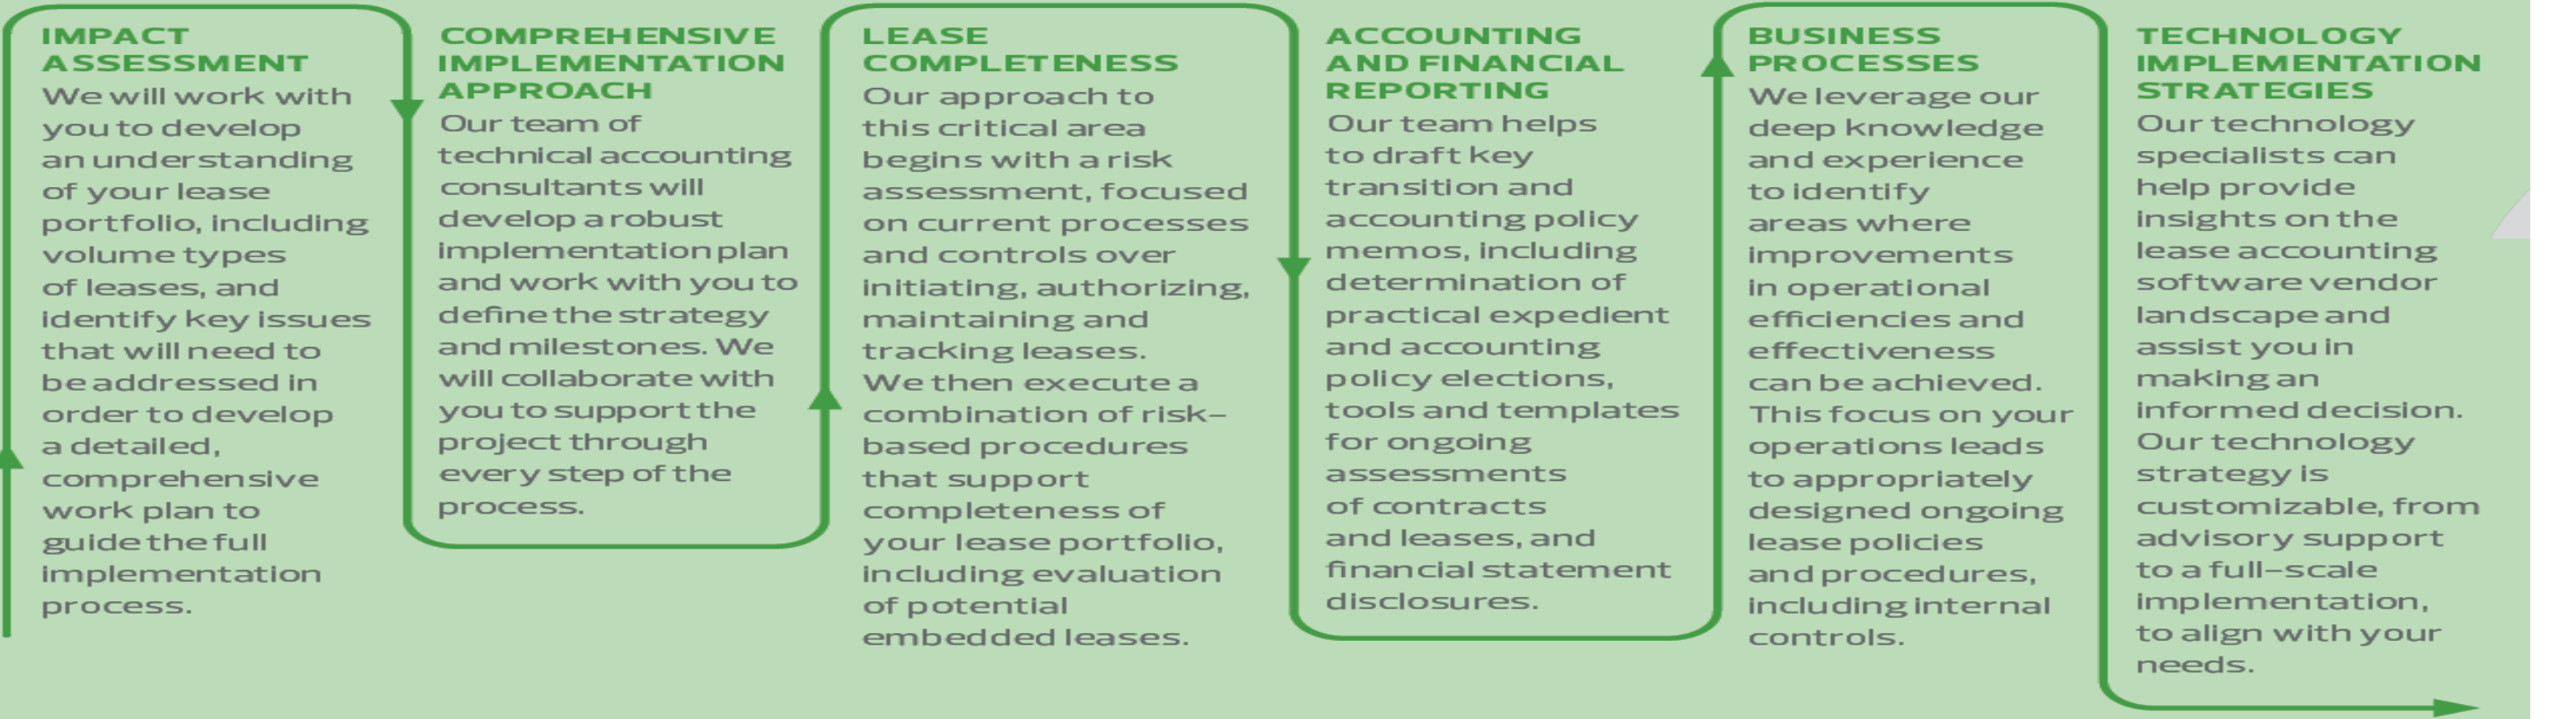 IMPACT
ASSESSMENT
We will work with
you to develop
an understanding
of your lease
portfolio, including
volume types
of leases, and
identify key issues
that will need to
be addressed in
order to develop
a detailed,
comprehensive
work plan to
guide the full
implementation
process.
COMPREHENSIVE
IMPLEMENTATION
APPROACH
Our team of
technical accounting
consultants will
develop a robust
implementation plan
and work with you to
define the strategy
and milestones. We
will collaborate with
you to support the
project through
every step of the
process.
LEASE
COMPLETENESS
Our approach to
this critical area
begins with a risk
assessment, focused
on current processes
and controls over
initiating, authorizing,
maintaining and
tracking leases.
We then execute a
combination of risk–
based procedures
that support
completeness of
your lease portfolio,
including evaluation
of potential
embedded leases.
ACCOUNTING
AND FINANCIAL
REPORTING
Our team helps
to draft key
transition and
accounting policy
memos, including
determination of
practical expedient
and accounting
policy elections,
tools and templates
for ongoing
assessments
of contracts
and leases, and
financial statement
disclosures.
BUSINESS
PROCESSES
We leverage our
deep knowledge
and experience
to identify
areas where
improvements
in operational
efficiencies and
effectiveness
can be achieved.
This focus on your
operations leads
to appropriately
designed ongoing
lease policies
and procedures,
including internal
controls.
TECHNOLOGY
IMPLEMENTATION
STRATEGIES
Our technology
specialists can
help provide
insights on the
lease accounting
software vendor
landscape and
assist you in
making an
informed decision.
Our technology
strategy is
customizable, from
advisory support
to a full–scale
implementation,
to align with your
needs.